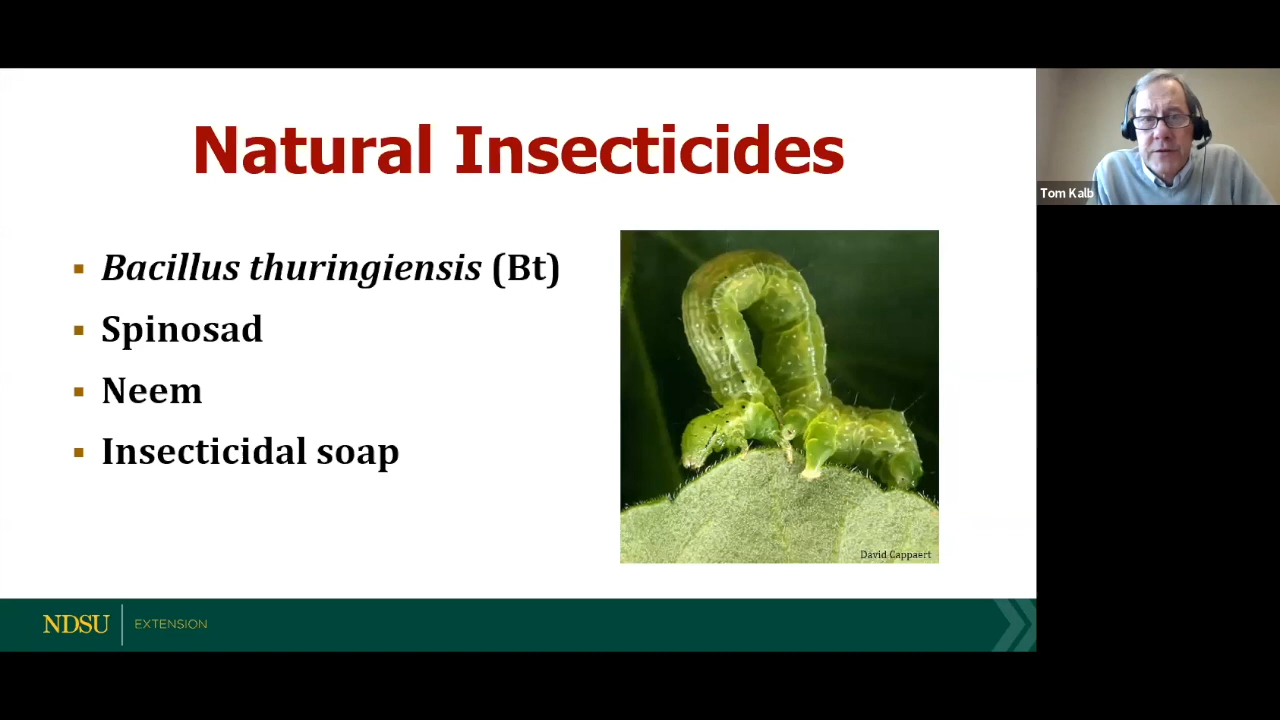 Natural Insecticides
Bacillus thuringiensis (Bt)
Spinosad
Neem
Insecticidal soap
David Cappaert
NDSU EXTENSION
Tom Kalb